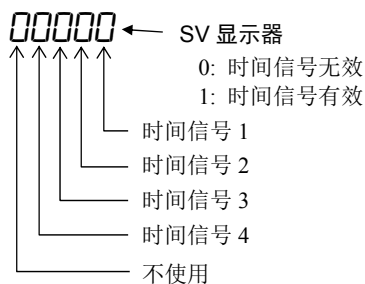 00000 SV 显示器
0: 时间信号无效
1: 时间信号有效
时间信号 1
时间信号 2
时间信号 3
时间信号 4
不使用